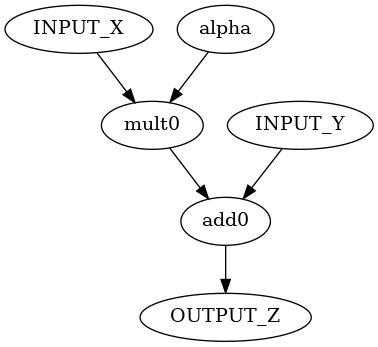 INPUT_X
alpha
mult0
INPUT_Y
add0
OUTPUT_Z